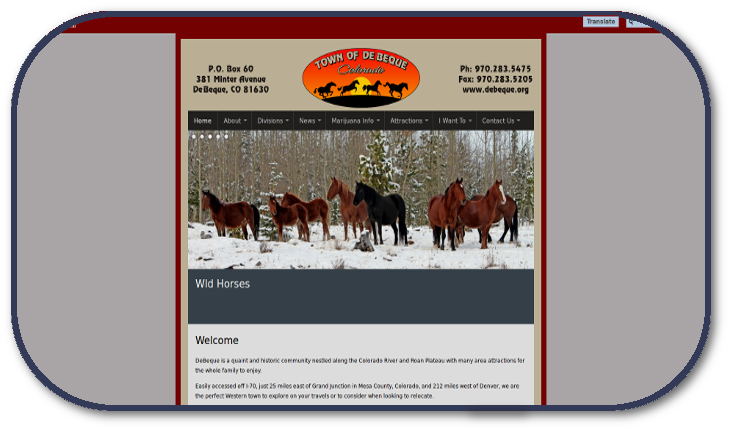 Translate
P.O. Box 60
381 Minter Avenue
DeBeque, CO 81630
TOWN OF DE BEQUE
Colorado
Ph: 970.283.5475
Fax: 970.283.5205
www.debeque.org
Home About Divisions News Marijuana Info Attractions I Want To Contact Us
Wild Horses
Welcome
DeBeque is a quaint and historic community nestled along the Colorado River and Roan Plateau with many area attractions for
the whole family to enjoy.
Easily accessed off I-70, just 25 miles east of Grand Junction in Mesa County, Colorado, and 212 miles west of Denver, we are
the perfect Western town to explore on your travels or to consider when looking to relocate.